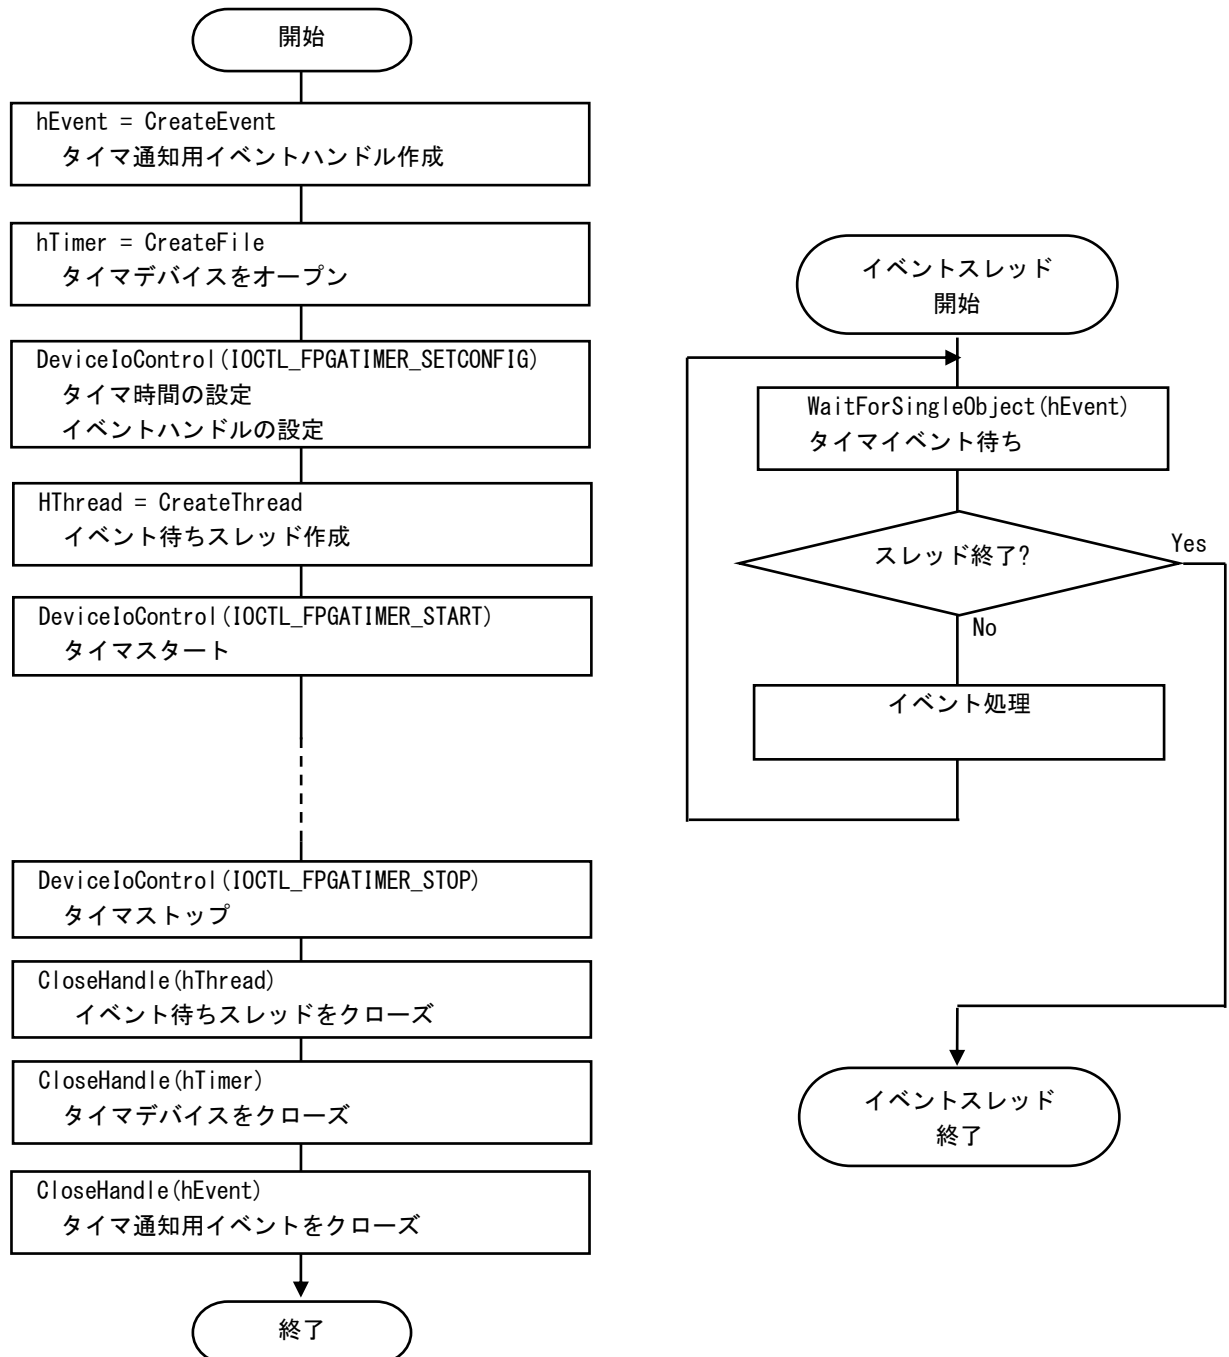 開始
hEvent = CreateEvent
タイマ通知用イベントハンドル作成
hTimer = CreateFile
タイマデバイスをオープン
DeviceIoControl(IOCTL_FPGATIMER_SETCONFIG)
タイマ時間の設定
イベントハンドルの設定
HThread = CreateThread
イベント待ちスレッド作成
DeviceIoControl(IOCTL_FPGATIMER_START)
タイマスタート
DeviceIoControl(IOCTL_FPGATIMER_STOP)
タイマストップ
CloseHandle(hThread)
イベント待ちスレッドをクローズ
CloseHandle(hTimer)
タイマデバイスをクローズ
CloseHandle(hEvent)
タイマ通知用イベントをクローズ
終了
イベントスレッド
開始
WaitForSingleObject(hEvent)
タイマイベント待ち
スレッド終了?
Yes
No
イベント処理
イベントスレッド
終了